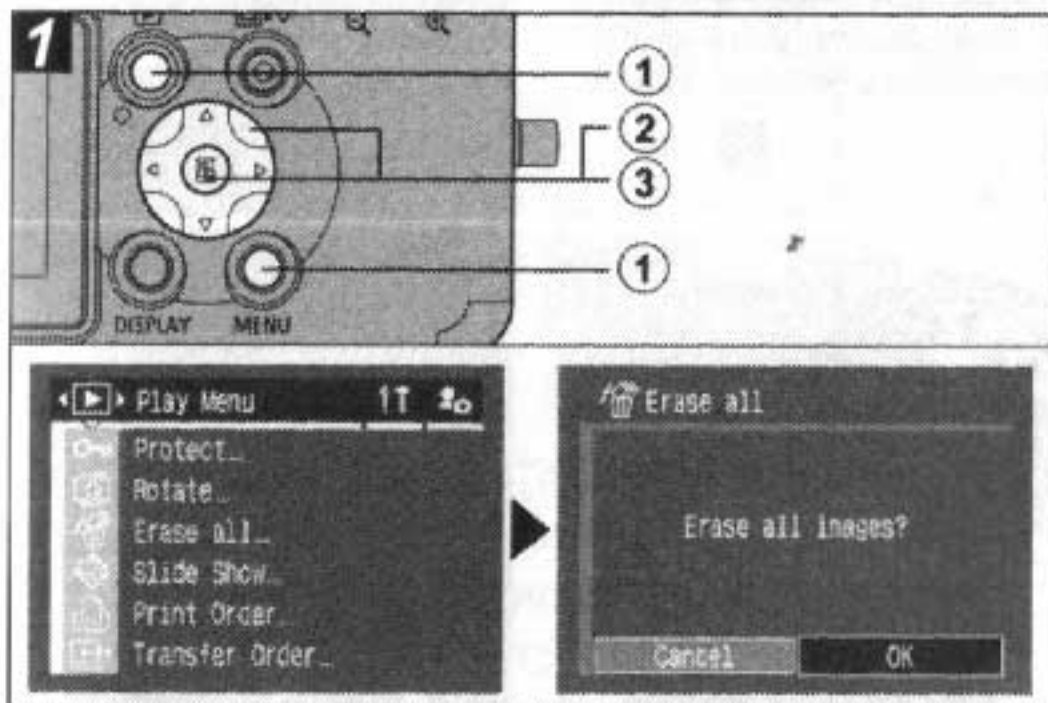 1
1
2
3
1
DISPLAY MENU
Play Menu
Protect...
Rotate...
Erase all...
Slide Show...
Print Order...
Transfer Order...
Erase all
Erase all images?
Cancel OK